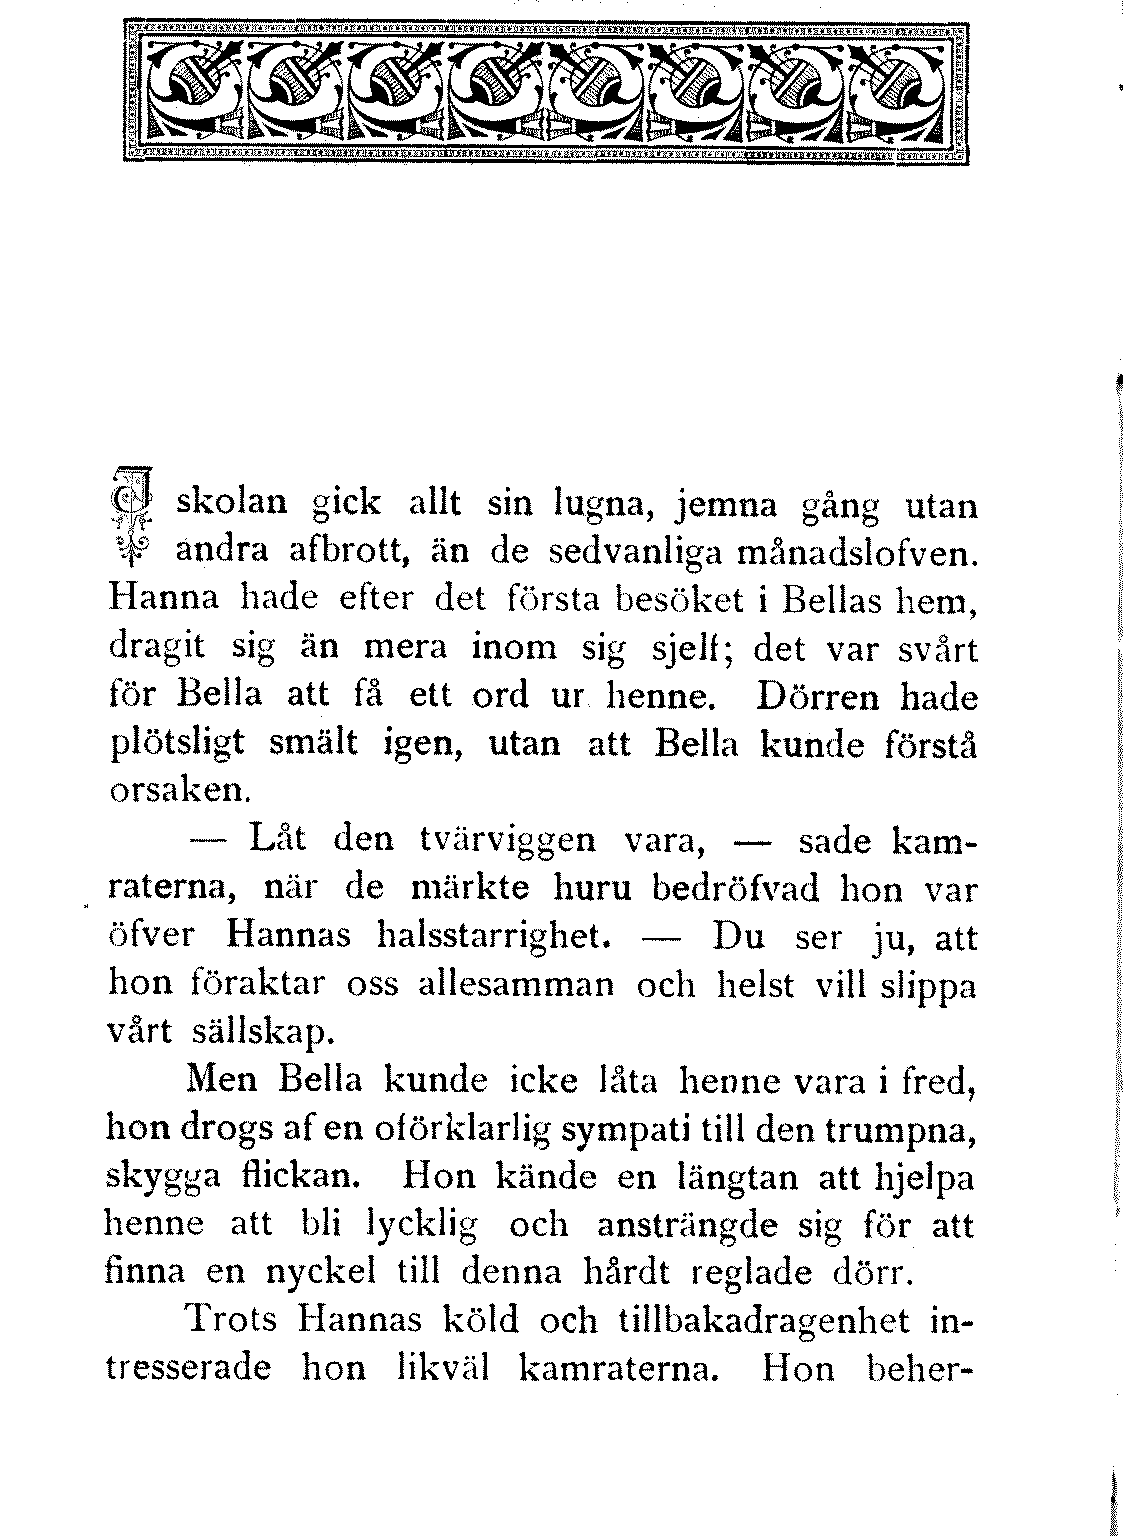 I skolan gick allt sin lugna, jemna gång utan
andra afbrott, än de sedvanliga månadslofven.
Hanna hade efter det första besöket i Bellas hem,
dragit sig än mera inom sig sjelf; det var svårt
för Bella att få ett ord ur henne. Dörren hade
plötsligt smält igen, utan att Bella kunde förstå
orsaken.
— Låt den tvärviggen vara, — sade kam-
raterna, när de märkte huru bedröfvad hon var
öfver Hannas halsstarrighet. — Du ser ju, att
hon föraktar oss allesamman och helst vill slippa
vårt sällskap.
Men Bella kunde icke låta henne vara i fred,
hon drogs af en oförklarlig sympati till den trumpna,
skygga flickan. Hon kände en längtan att hjelpa
henne att bli lycklig och ansträngde sig för att
finna en nyckel till denna hårdt reglade dörr.
Trots Hannas köld och tillbakadragenhet in-
tresserade hon likväl kamraterna. Hon beher-